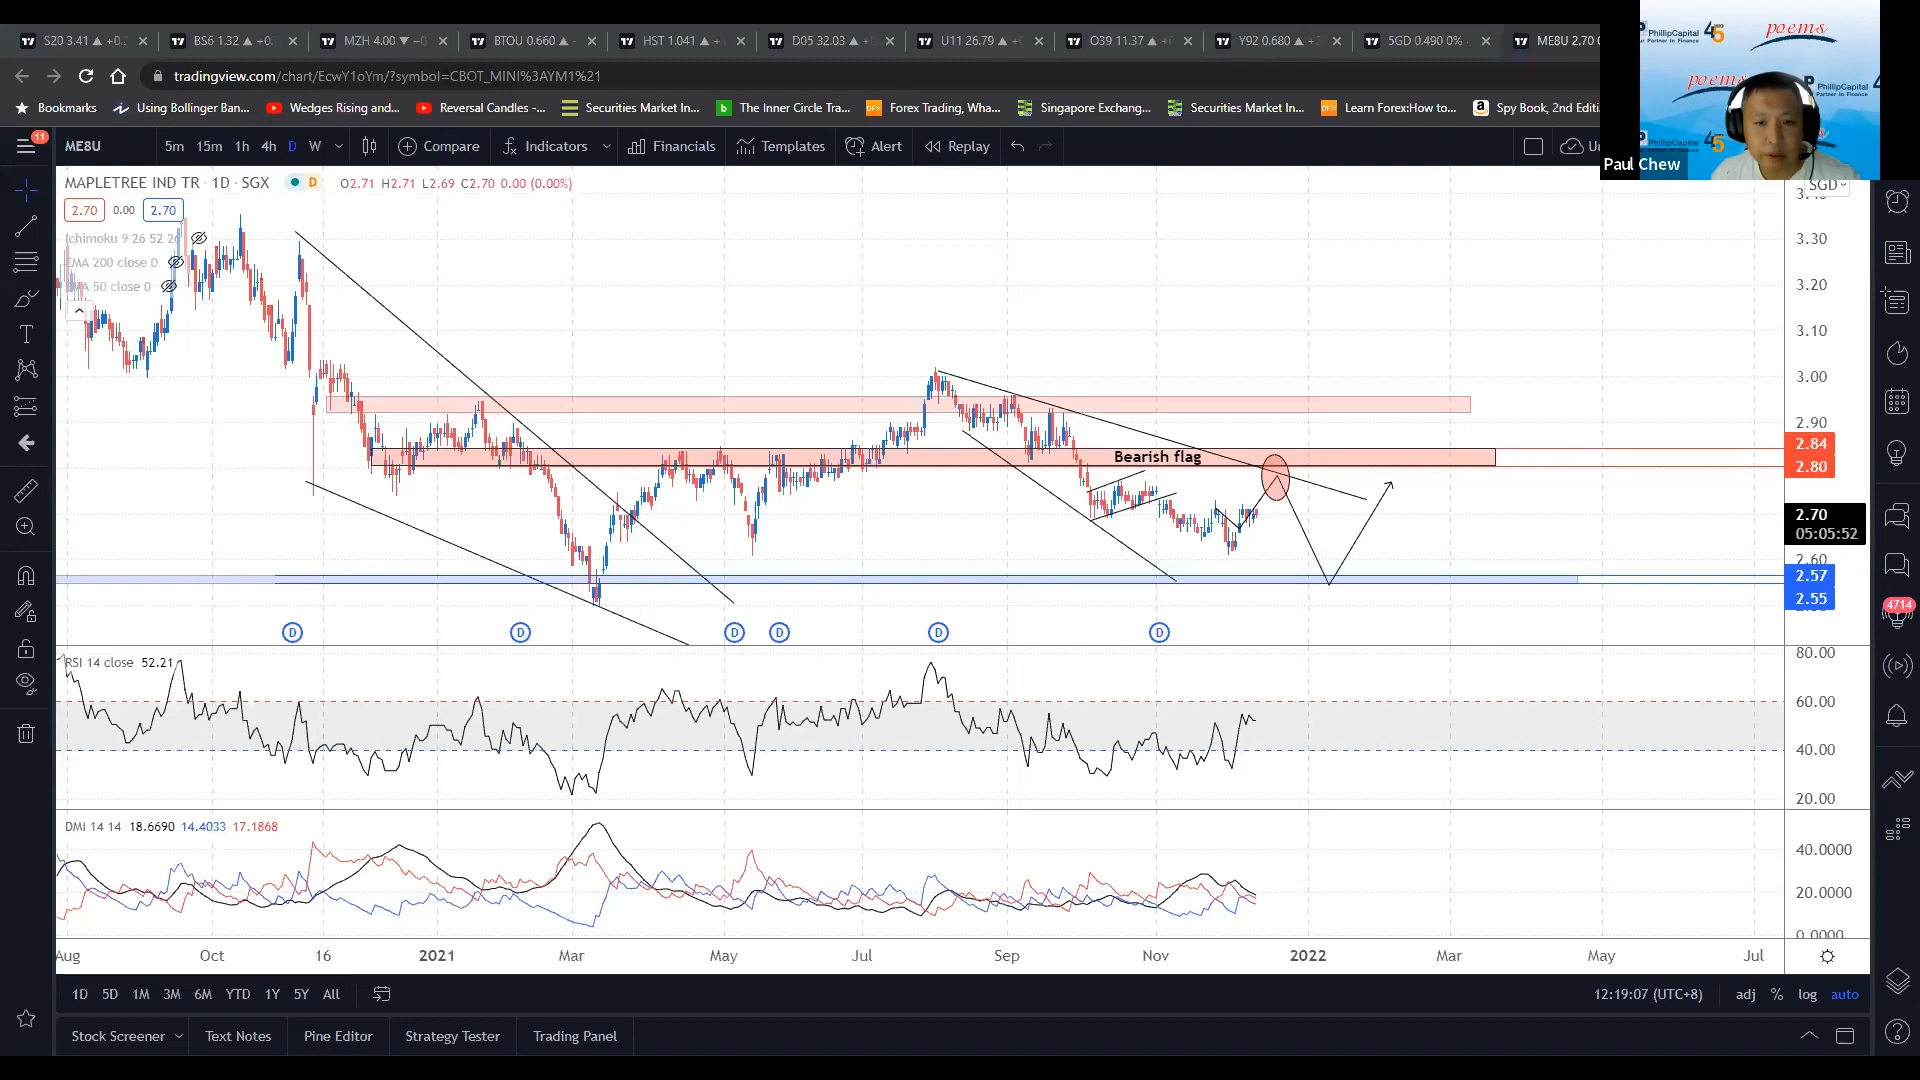 S20 3.41
BS6 1.32
MZH 4.00
BTOU 0.660
HST 1.041
D05 32.03
U11 26.79
O39 11.37
Y92 0.680
5GD 0.490 0%
ME8U 2.70
PhillipCapital
Partner In Finance
45
poems
Paul Chew
tradingview.com/chart/EcwY1oYm/?symbol=CBOT_MINI%3AYM1%21
Bookmarks
Using Bollinger Ban...
Wedges Rising and...
Reversal Candles -...
Securities Market In...
The Inner Circle Tra...
Forex Trading, Wha...
Singapore Exchang...
Securities Market In...
Learn Forex:How to...
Spy Book, 2nd Editi
11
ME8U
5m 15m 1h 4h D W
Compare
Indicators
Financials
Templates
Alert
Replay
MAPLETREE IND TR · 1D · SGX
D
O2.71 H2.71 L2.69 C2.70 0.00 (0.00%)
SGD
2.70 0.00 2.70
Ichimoku 9 26 52 26
EMA 200 close 0
50 close 0
3.30
3.20
3.10
3.00
2.90
2.84
2.80
2.70
05:05:52
2.60
2.57
2.55
Bearish flag
D D D D D D
4714
RSI 14 close 52.21
80.00
60.00
40.00
20.00
DMI 14 14 18.6690 14.4033 17.1868
40.0000
20.0000
0.0000
Aug Oct 16 2021 Mar May Jul Sep Nov 2022 Mar May Jul
1D 5D 1M 3M 6M YTD 1Y 5Y All
12:19:07 (UTC+8)
adj % log auto
Stock Screener
Text Notes
Pine Editor
Strategy Tester
Trading Panel